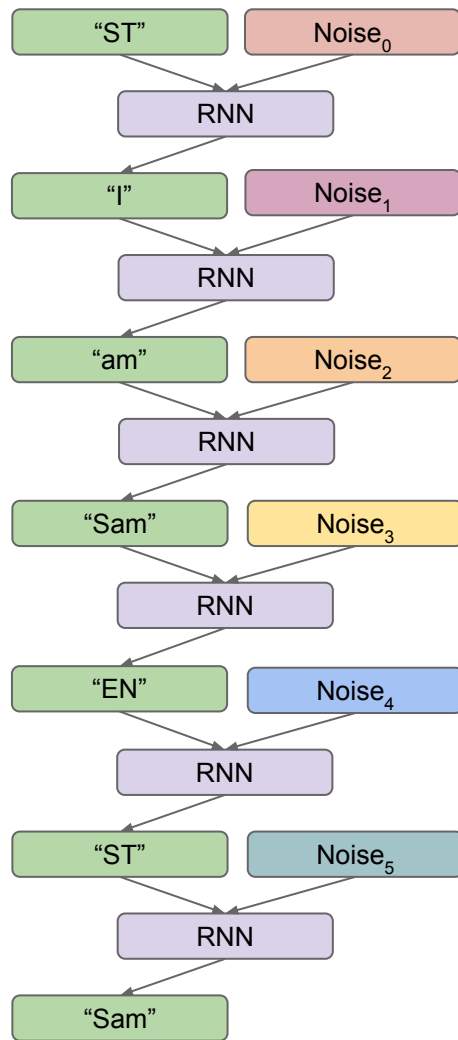 “ST” Noise₀
RNN
“I” Noise₁
RNN
“am” Noise₂
RNN
“Sam” Noise₃
RNN
“EN” Noise₄
RNN
“ST” Noise₅
RNN
“Sam”